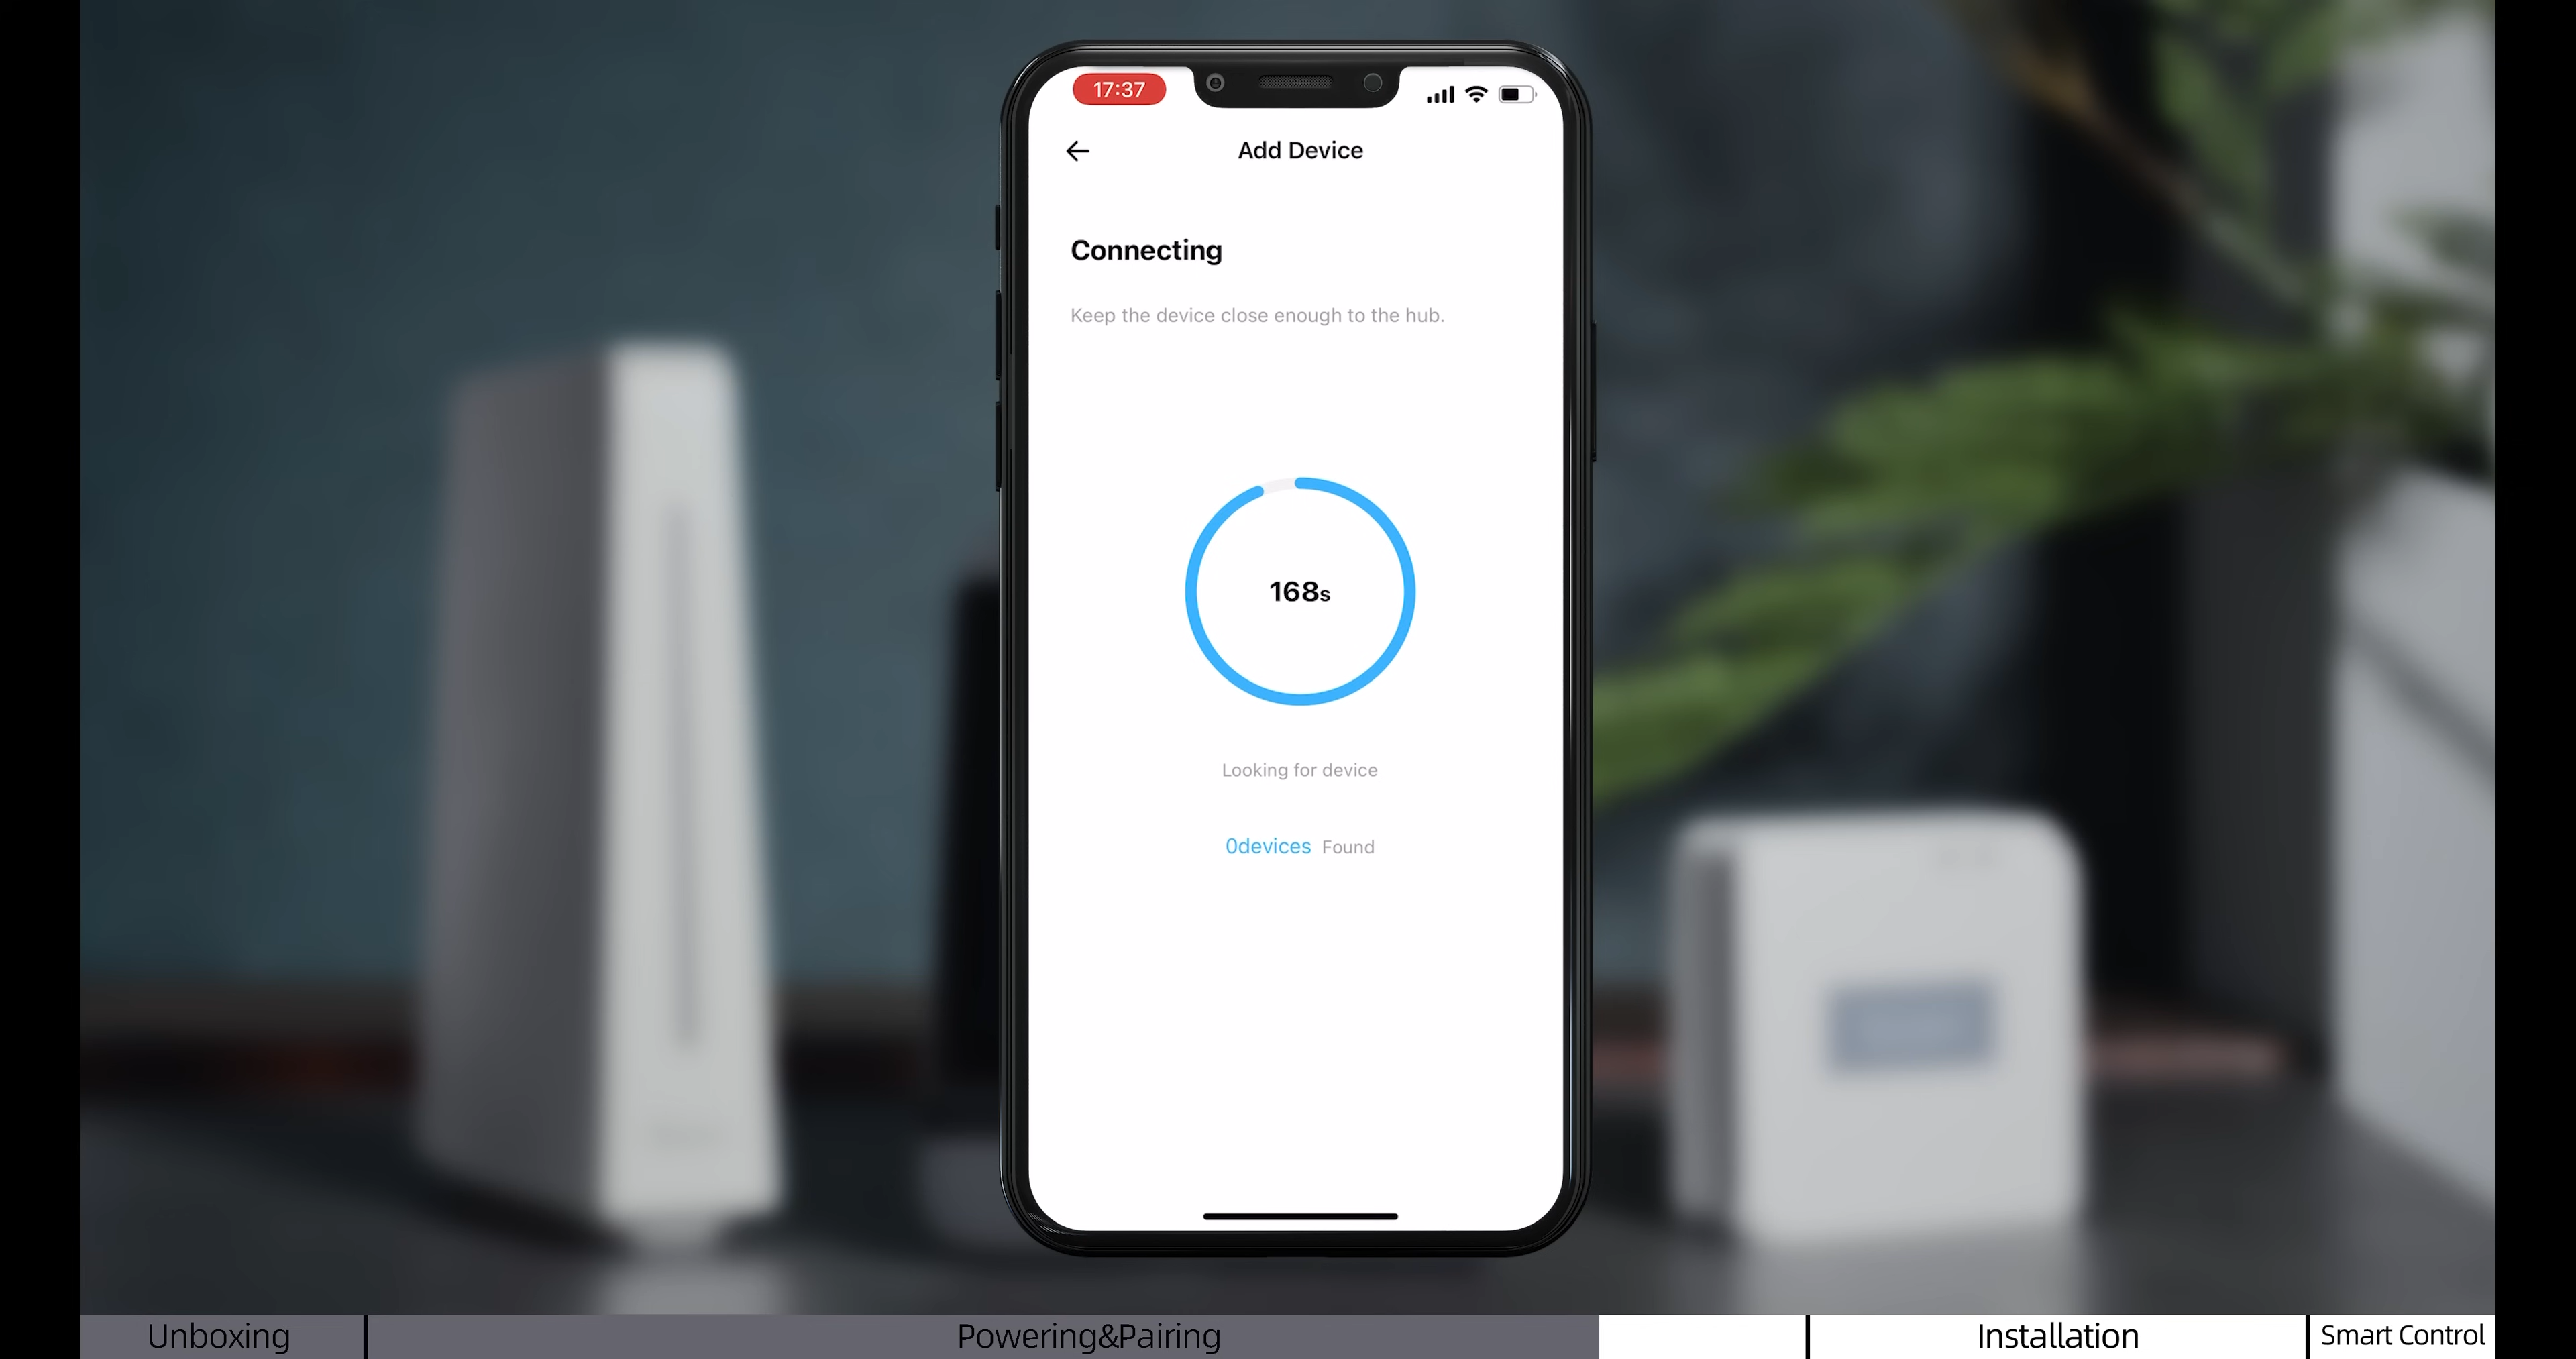 17:37
Add Device
Connecting
Keep the device close enough to the hub.
168s
Looking for device
0devices Found
Unboxing
Powering&Pairing
Installation
Smart Control